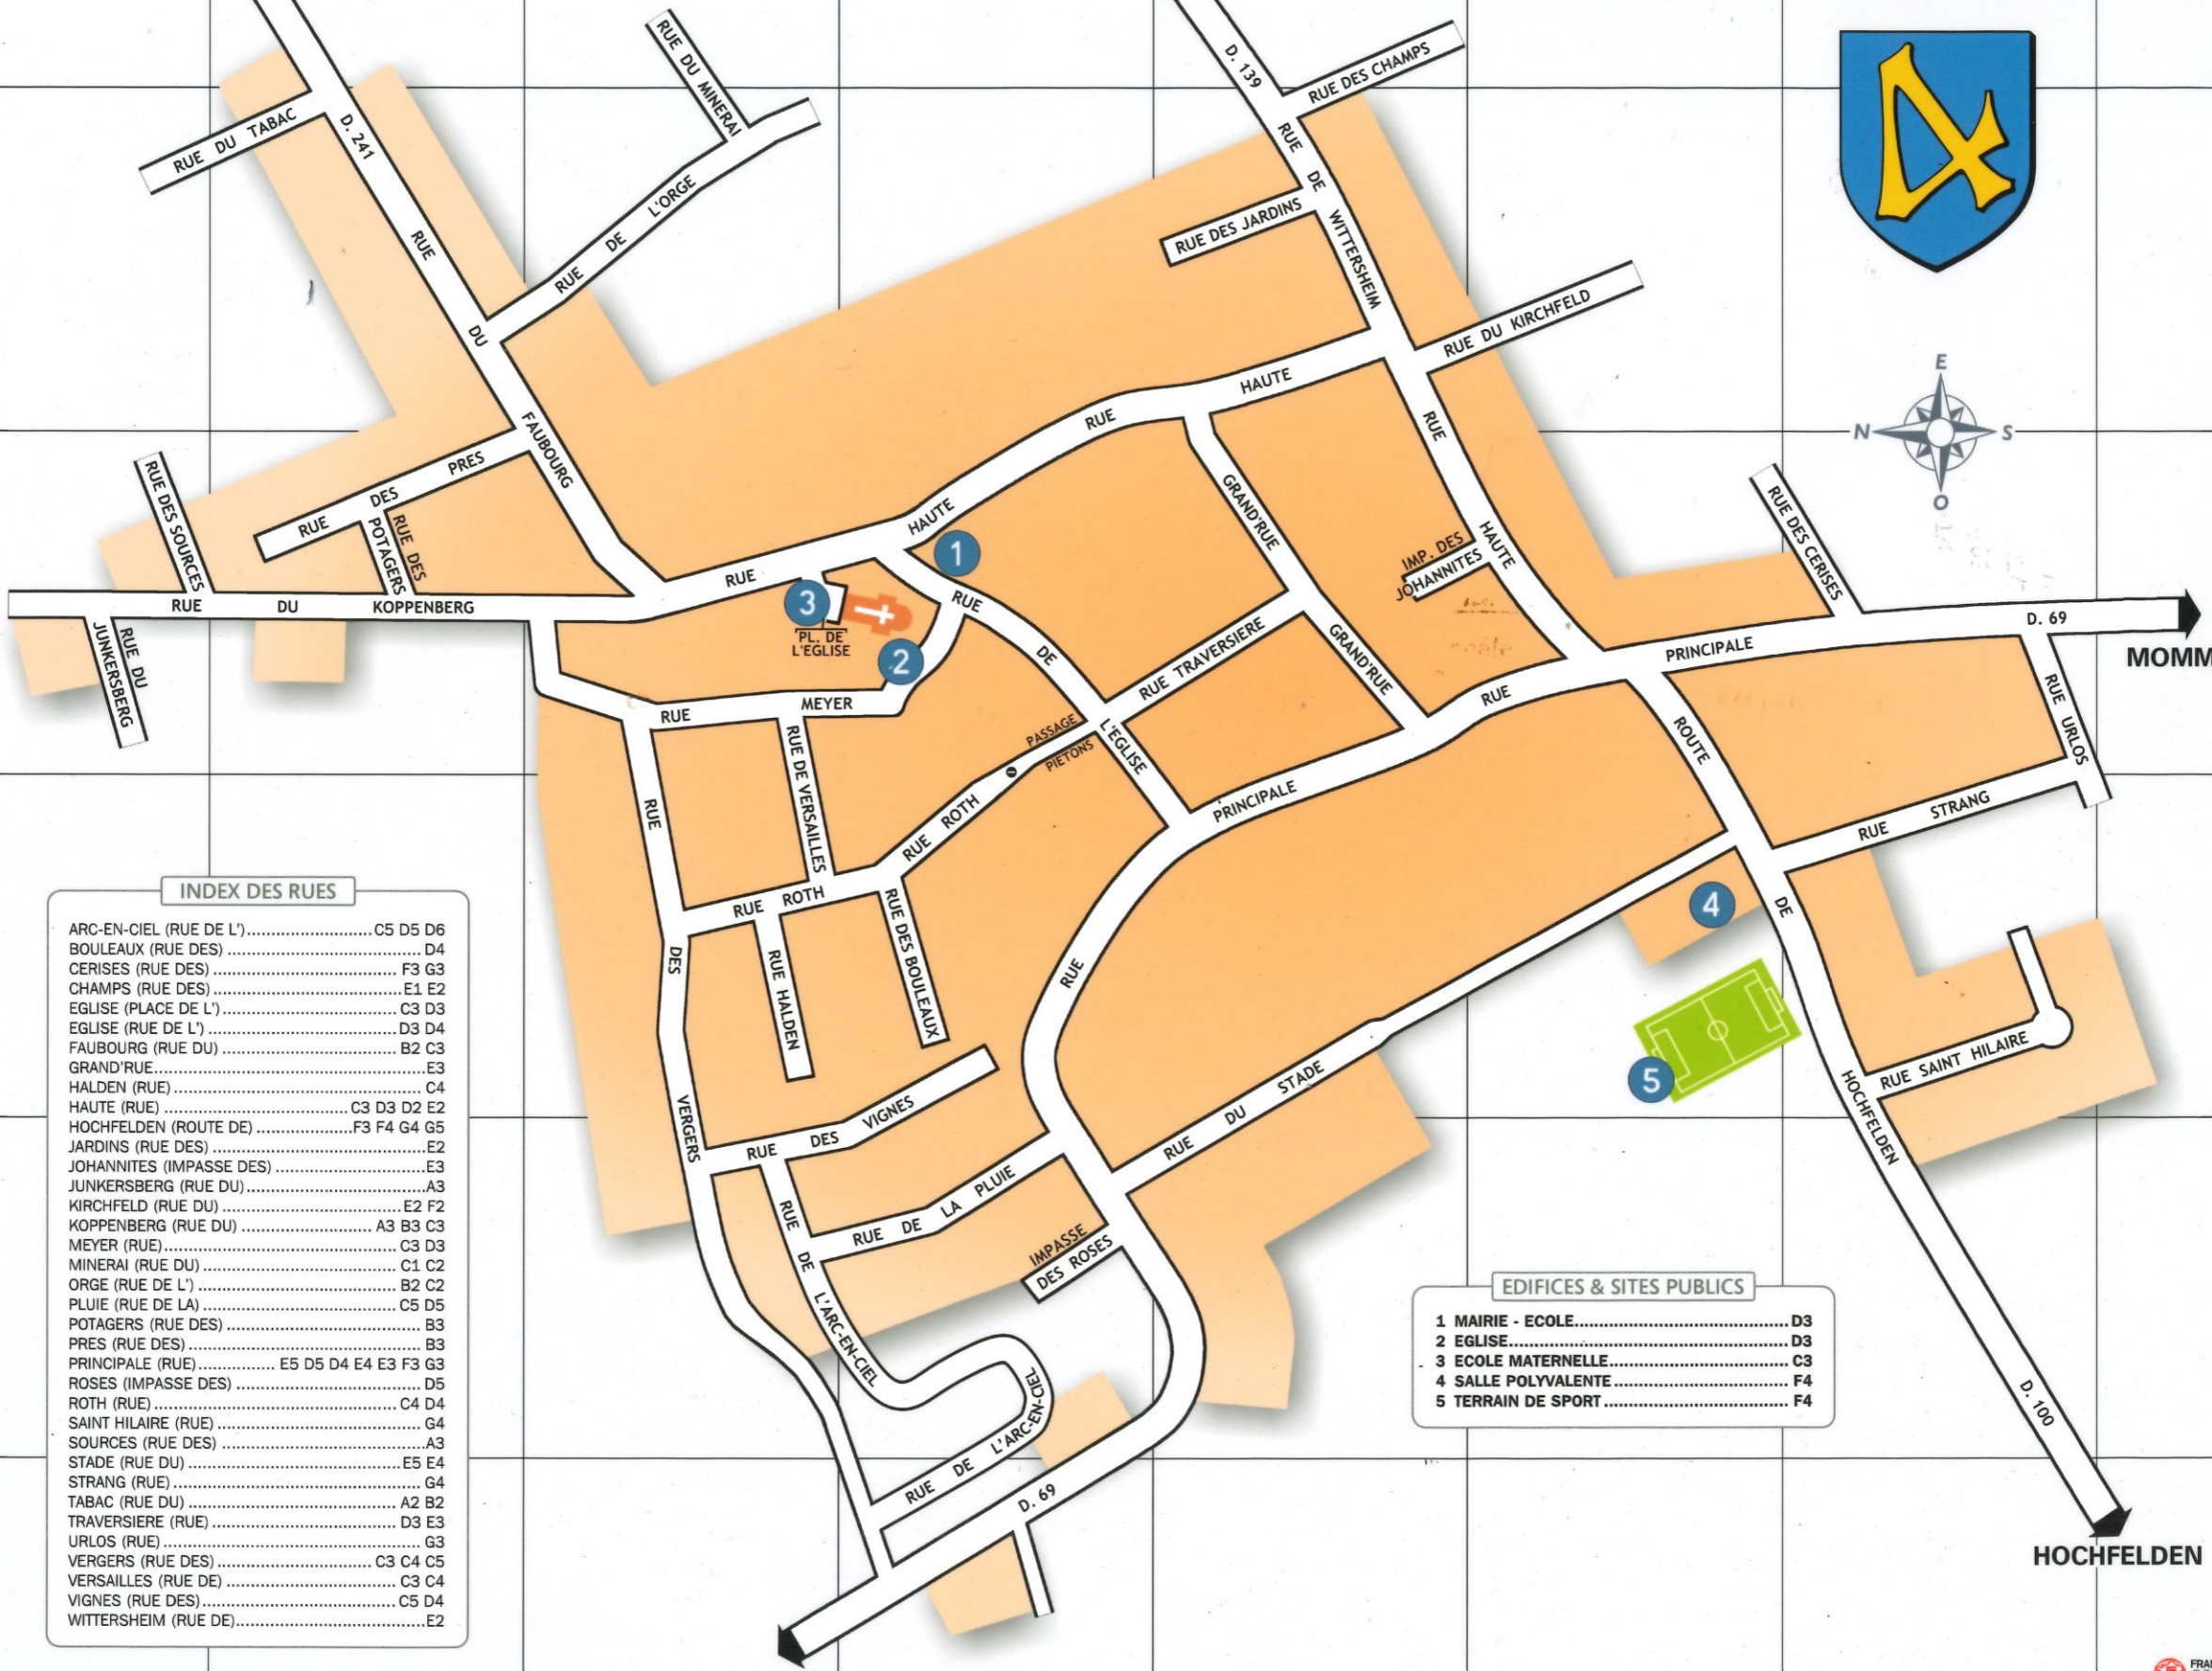 D. 241
RUE DU TABAC
RUE DU FAUBOURG
RUE DU MINERAI
RUE DE L'ORGE
D. 139
RUE DES CHAMPS
RUE DE WITTERSHEIM
RUE DES JARDINS
RUE DU KIRCHFELD
RUE HAUTE
HAUTE
RUE HAUTE
E
N
S
O
RUE DES SOURCES
RUE DES PRES
RUE DES
POTAGERS
RUE DU KOPPENBERG
RUE DU
JUNKERSBERG
1
2
3
PL. DE
L'EGLISE
RUE DE L'EGLISE
GRAND'RUE
GRAND'RUE
IMP. DES
JOHANNITES
RUE DES CERISES
RUE PRINCIPALE
D. 69
MOMM
RUE URLOS
RUE MEYER
RUE DE VERSAILLES
RUE TRAVERSIERE
PASSAGE
PIETONS
RUE ROTH
RUE ROTH
RUE PRINCIPALE
ROUTE DE HOCHFELDEN
RUE STRANG
4
5
RUE SAINT HILAIRE
RUE DES VERGERS
RUE HALDEN
RUE DES BOULEAUX
RUE DES VIGNES
RUE DU STADE
RUE DE LA PLUIE
IMPASSE
DES ROSES
RUE DE L'ARC-EN-CIEL
L'ARC-EN-CIEL
RUE DE
D. 69
D. 100
HOCHFELDEN
INDEX DES RUES
ARC-EN-CIEL (RUE DE L')........................C5 D5 D6
BOULEAUX (RUE DES)........................D4
CERISES (RUE DES)........................F3 G3
CHAMPS (RUE DES)........................E1 E2
EGLISE (PLACE DE L')........................C3 D3
EGLISE (RUE DE L')........................D3 D4
FAUBOURG (RUE DU)........................B2 C3
GRAND'RUE........................E3
HALDEN (RUE)........................C4
HAUTE (RUE)........................C3 D3 D2 E2
HOCHFELDEN (ROUTE DE)..................F3 F4 G4 G5
JARDINS (RUE DES)........................E2
JOHANNITES (IMPASSE DES)........................E3
JUNKERSBERG (RUE DU)........................A3
KIRCHFELD (RUE DU)........................E2 F2
KOPPENBERG (RUE DU)........................A3 B3 C3
MEYER (RUE)........................C3 D3
MINERAI (RUE DU)........................C1 C2
ORGE (RUE DE L')........................B2 C2
PLUIE (RUE DE LA)........................C5 D5
POTAGERS (RUE DES)........................B3
PRES (RUE DES)........................B3
PRINCIPALE (RUE)..............E5 D5 D4 E4 E3 F3 G3
ROSES (IMPASSE DES)........................D5
ROTH (RUE)........................C4 D4
SAINT HILAIRE (RUE)........................G4
SOURCES (RUE DES)........................A3
STADE (RUE DU)........................E5 E4
STRANG (RUE)........................G4
TABAC (RUE DU)........................A2 B2
TRAVERSIERE (RUE)........................D3 E3
URLOS (RUE)........................G3
VERGERS (RUE DES)........................C3 C4 C5
VERSAILLES (RUE DE)........................C3 C4
VIGNES (RUE DES)........................C5 D4
WITTERSHEIM (RUE DE)........................E2
EDIFICES & SITES PUBLICS
1 MAIRIE - ECOLE........................D3
2 EGLISE........................D3
3 ECOLE MATERNELLE........................C3
4 SALLE POLYVALENTE........................F4
5 TERRAIN DE SPORT........................F4
FRA